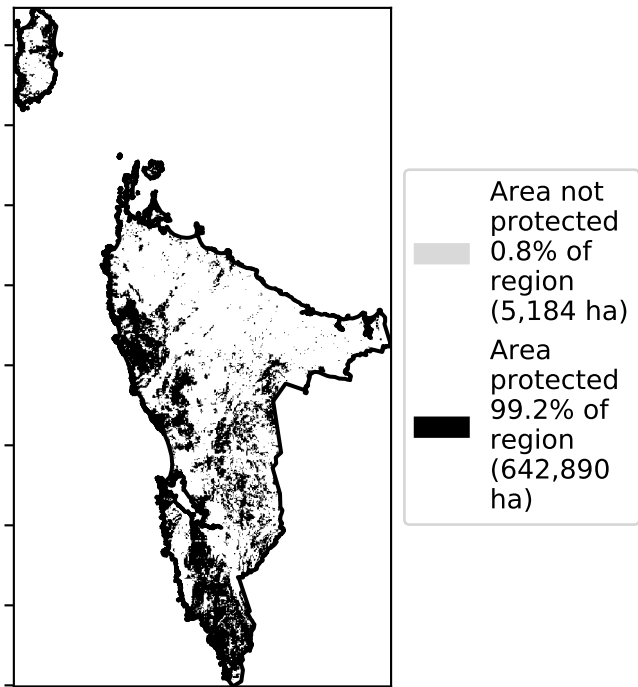 Area not
protected
0.8% of
region
(5,184 ha)
Area
protected
99.2% of
region
(642,890
ha)